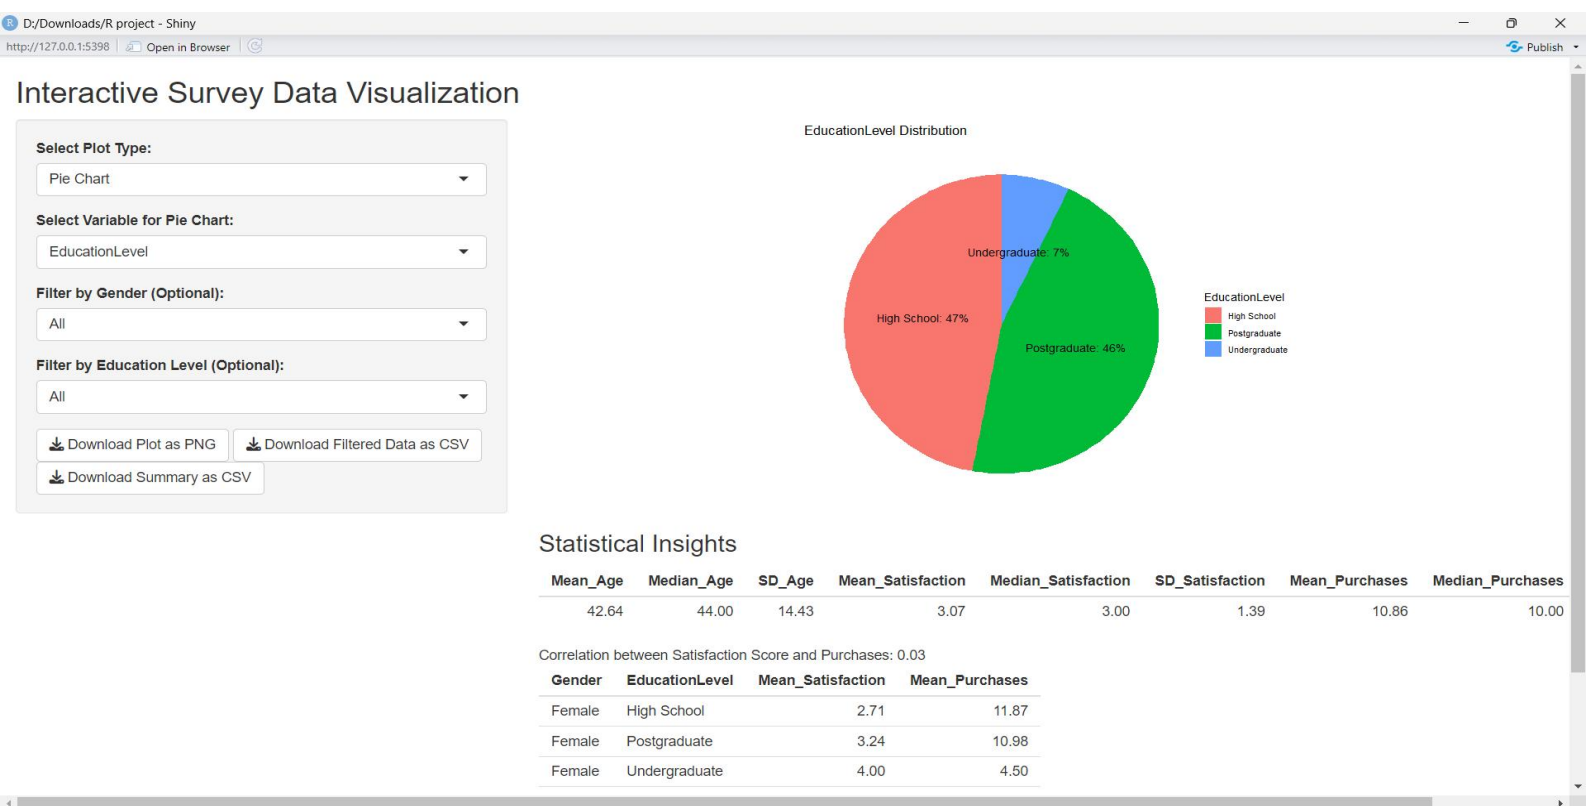 D:/Downloads/R project - Shiny
http://127.0.0.1:5398 Open in Browser Publish
Interactive Survey Data Visualization
Select Plot Type:
Pie Chart
Select Variable for Pie Chart:
EducationLevel
Filter by Gender (Optional):
All
Filter by Education Level (Optional):
All
Download Plot as PNG Download Filtered Data as CSV
Download Summary as CSV
EducationLevel Distribution
Undergraduate: 7%
High School: 47%
Postgraduate: 46%
EducationLevel
High School
Postgraduate
Undergraduate
Statistical Insights
Mean_Age Median_Age SD_Age Mean_Satisfaction Median_Satisfaction SD_Satisfaction Mean_Purchases Median_Purchases
42.64 44.00 14.43 3.07 3.00 1.39 10.86 10.00
Correlation between Satisfaction Score and Purchases: 0.03
Gender EducationLevel Mean_Satisfaction Mean_Purchases
Female High School 2.71 11.87
Female Postgraduate 3.24 10.98
Female Undergraduate 4.00 4.50